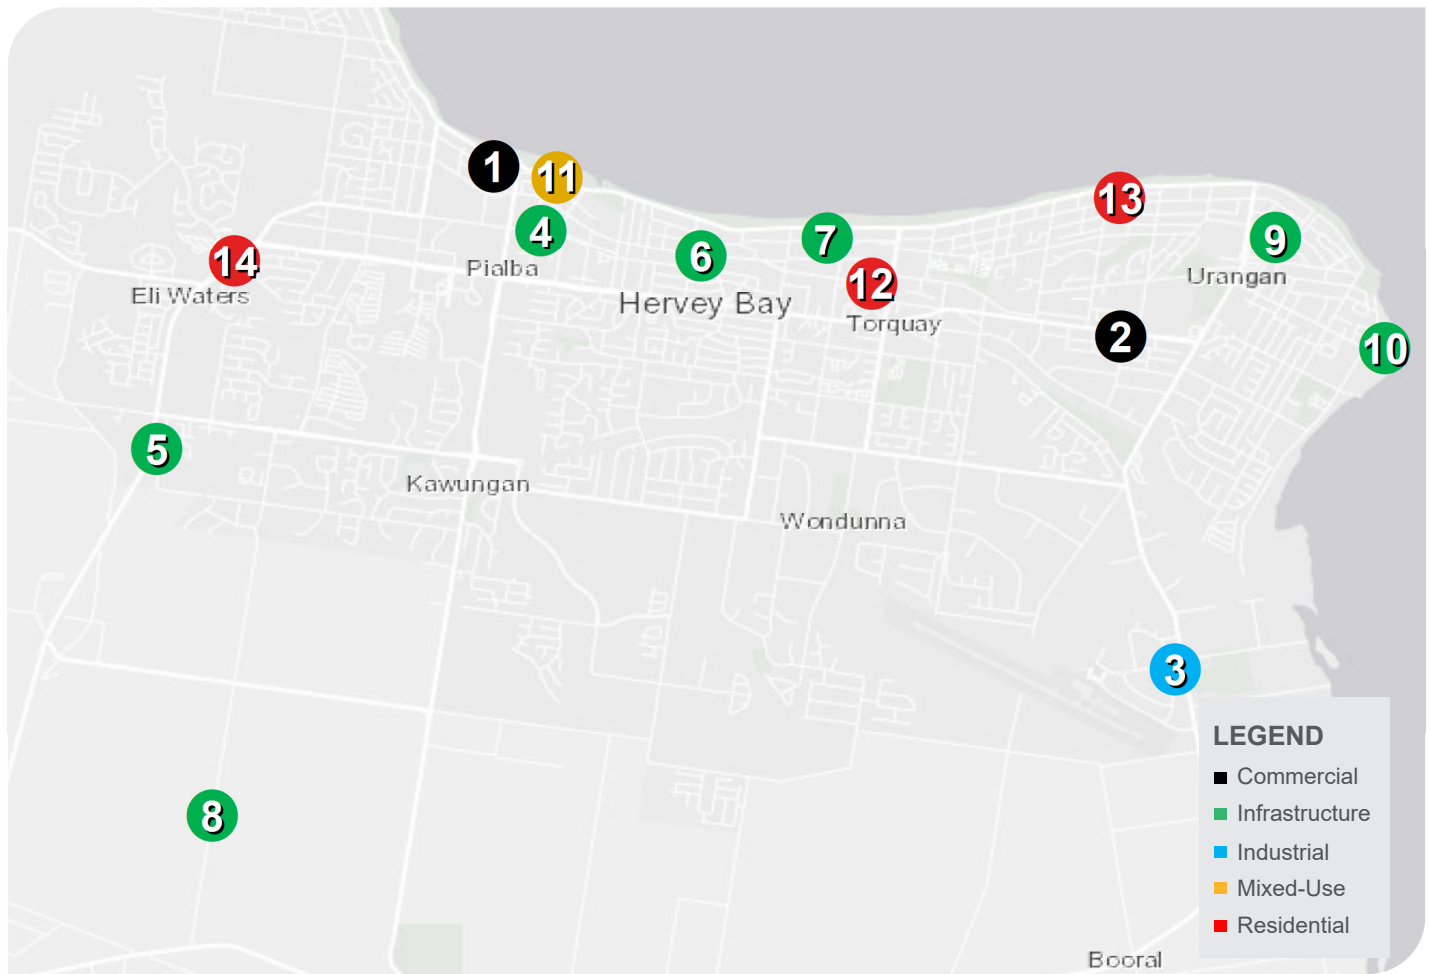 1
11
13
4
7
9
6
14
Pialba
12
Urangan
Eli Waters
Hervey Bay
Torquay
2
10
5
Kawungan
Wondunna
3
8
LEGEND
Commercial
Infrastructure
Industrial
Mixed-Use
Residential
Booral